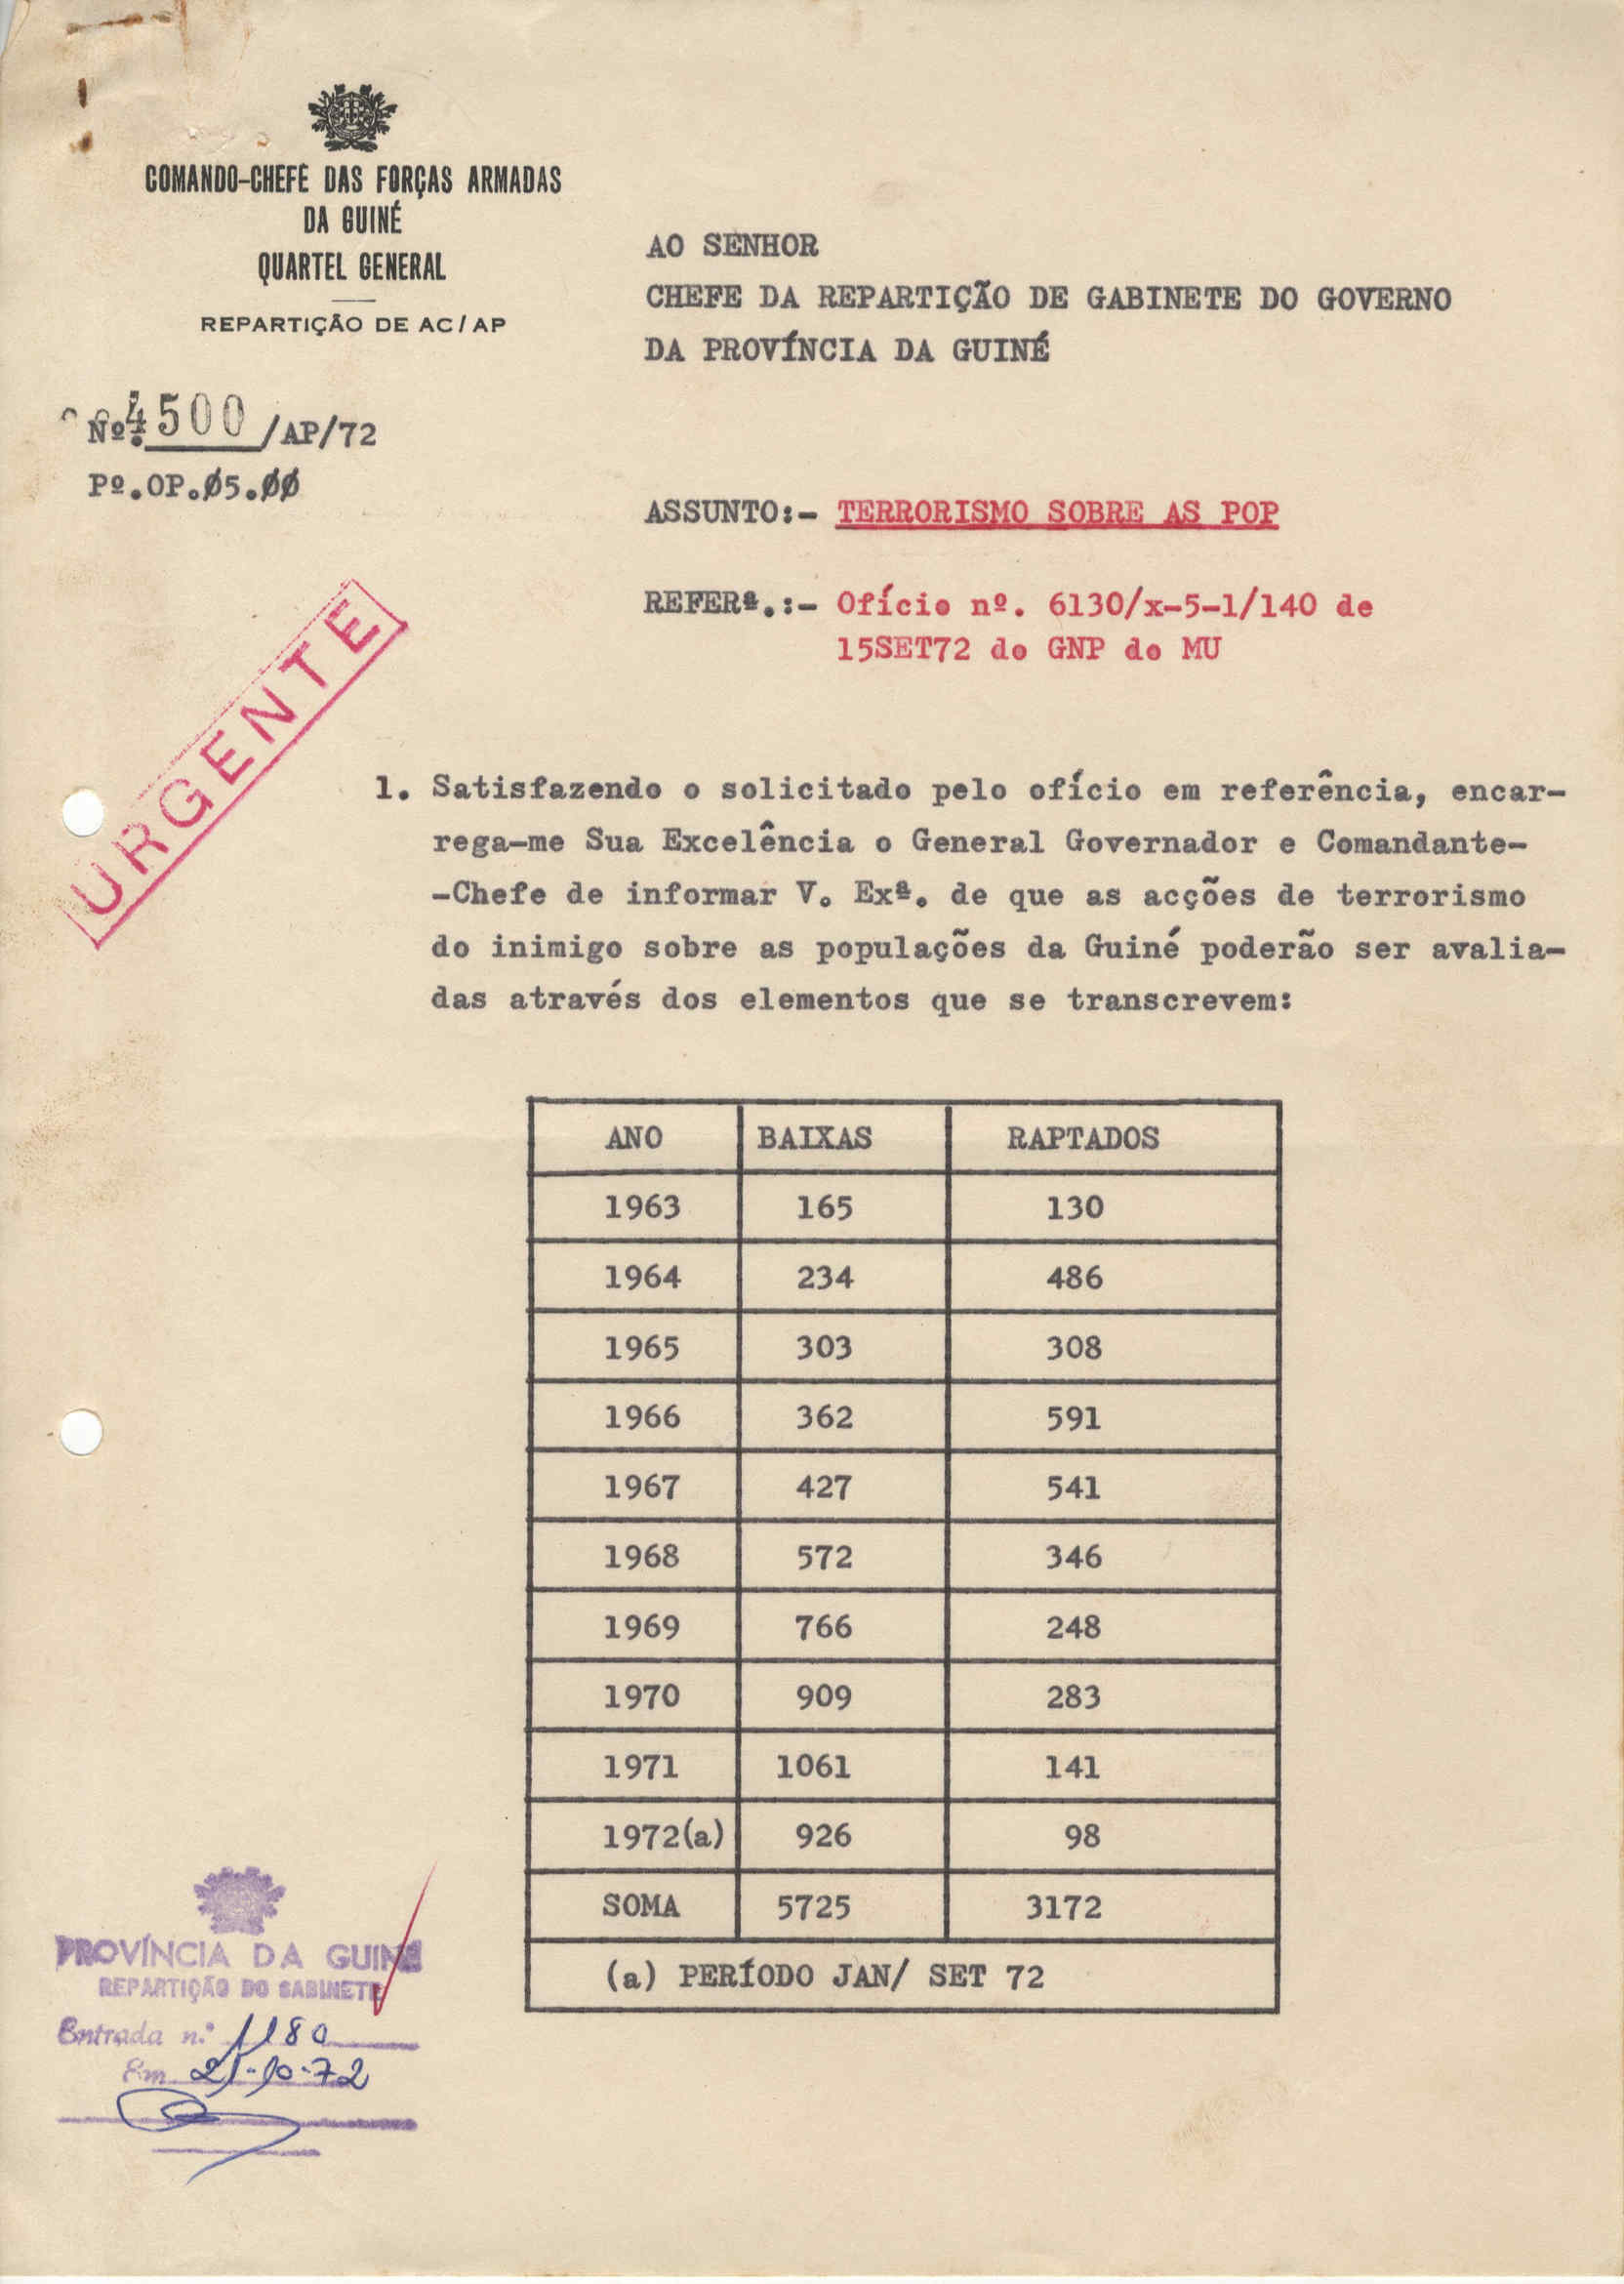 COMANDO-CHEFE DAS FORÇAS ARMADAS
DA GUINÉ
QUARTEL GENERAL
REPARTIÇÃO DE AC/AP
Nº. 4500 /AP/72
Pº.OP.Ø5.ØØ
AO SENHOR
CHEFE DA REPARTIÇÃO DE GABINETE DO GOVERNO
DA PROVÍNCIA DA GUINÉ
ASSUNTO:- TERRORISMO SOBRE AS POP
REFERª.:- Ofício nº. 6130/x-5-1/140 de
15SET72 do GNP do MU
URGENTE
1. Satisfazendo o solicitado pelo ofício em referência, encar-
rega-me Sua Excelência o General Governador e Comandante-
-Chefe de informar V. Exª. de que as acções de terrorismo
do inimigo sobre as populações da Guiné poderão ser avalia-
das através dos elementos que se transcrevem:
ANO BAIXAS RAPTADOS
1963 165 130
1964 234 486
1965 303 308
1966 362 591
1967 427 541
1968 572 346
1969 766 248
1970 909 283
1971 1061 141
1972(a) 926 98
SOMA 5725 3172
(a) PERÍODO JAN/ SET 72
PROVÍNCIA DA GUINÉ
REPARTIÇÃO DO GABINETE
Entrada n.º 1180
Em 21-10-72